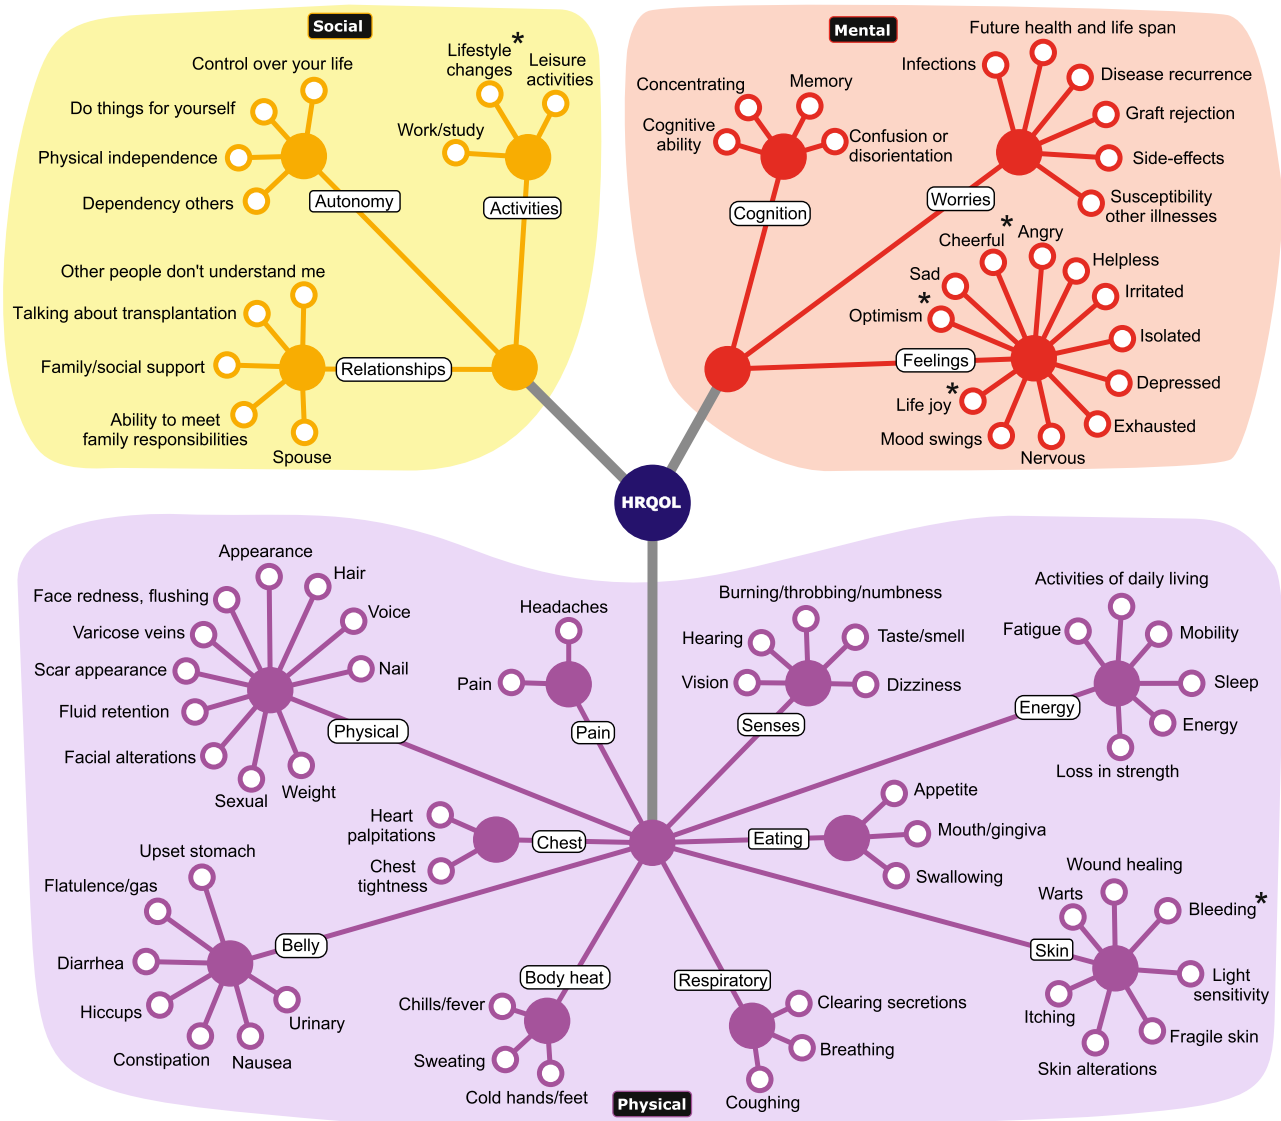 Social
Control over your life
Do things for yourself
Physical independence
Dependency others
Autonomy
Lifestyle *
changes
Leisure
activities
Work/study
Activities
Other people don't understand me
Talking about transplantation
Family/social support
Ability to meet
family responsibilities
Spouse
Relationships
Mental
Concentrating
Memory
Cognitive
ability
Confusion or
disorientation
Cognition
Future health and life span
Infections
Disease recurrence
Graft rejection
Side-effects
Susceptibility
other illnesses
Worries
Cheerful *
Angry
Sad
Helpless
Optimism *
Irritated
Isolated
Feelings
Depressed
Life joy *
Exhausted
Mood swings
Nervous
HRQOL
Appearance
Hair
Face redness, flushing
Voice
Varicose veins
Scar appearance
Nail
Fluid retention
Facial alterations
Sexual
Weight
Physical
Headaches
Pain
Pain
Burning/throbbing/numbness
Hearing
Taste/smell
Vision
Dizziness
Senses
Activities of daily living
Fatigue
Mobility
Sleep
Energy
Energy
Loss in strength
Heart
palpitations
Chest
tightness
Chest
Eating
Appetite
Mouth/gingiva
Swallowing
Upset stomach
Flatulence/gas
Diarrhea
Hiccups
Constipation
Nausea
Urinary
Belly
Body heat
Chills/fever
Sweating
Cold hands/feet
Respiratory
Clearing secretions
Breathing
Coughing
Wound healing
Warts
Bleeding *
Skin
Light
sensitivity
Itching
Fragile skin
Skin alterations
Physical